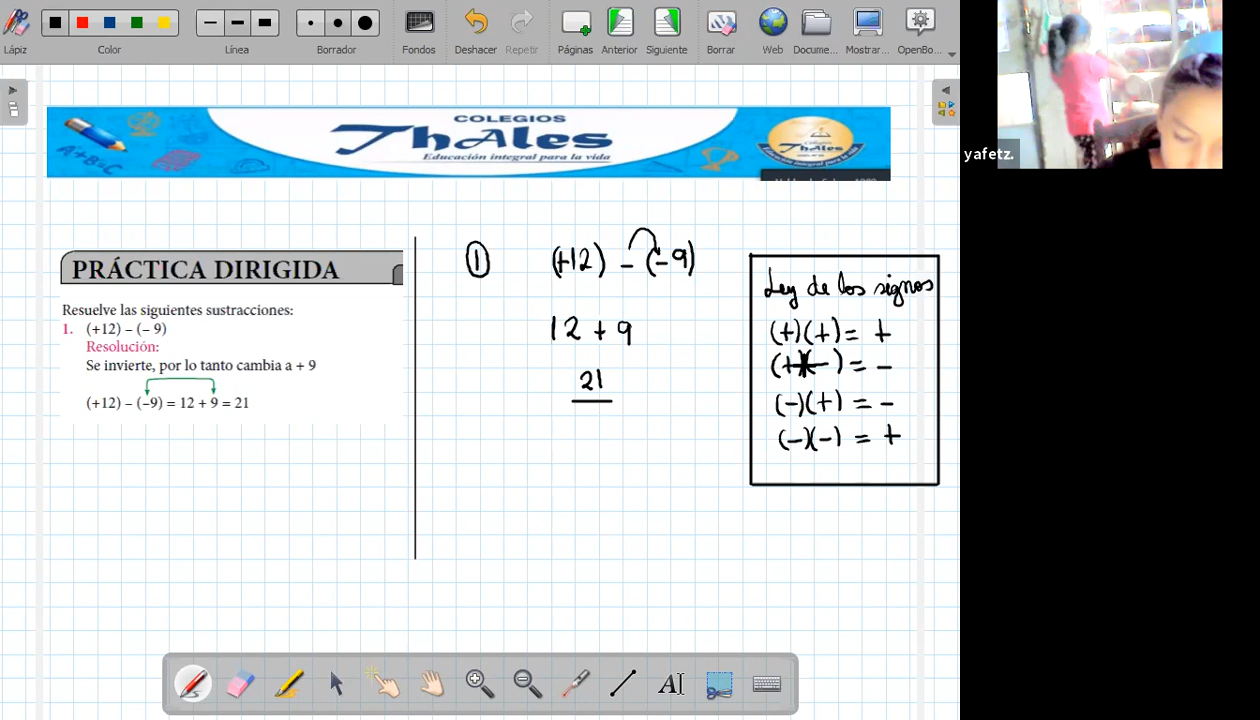 Lápiz
Color
Línea
Borrador
Fondos
Deshacer
Repetir
Páginas
Anterior
Siguiente
Borrar
Web
Docume...
Mostrar...
OpenBo...
A+B=C
COLEGIOS
Thales
Educación integral para la vida
Thales
yafetz.
PRÁCTICA DIRIGIDA
Resuelve las siguientes sustracciones:
1. (+12) – (– 9)
Resolución:
Se invierte, por lo tanto cambia a + 9
(+12) – (–9) = 12 + 9 = 21
1 (+12) – (–9)
12 + 9
21
Ley de los signos
(+)(+) = +
(+)(–) = –
(–)(+) = –
(–)(–) = +